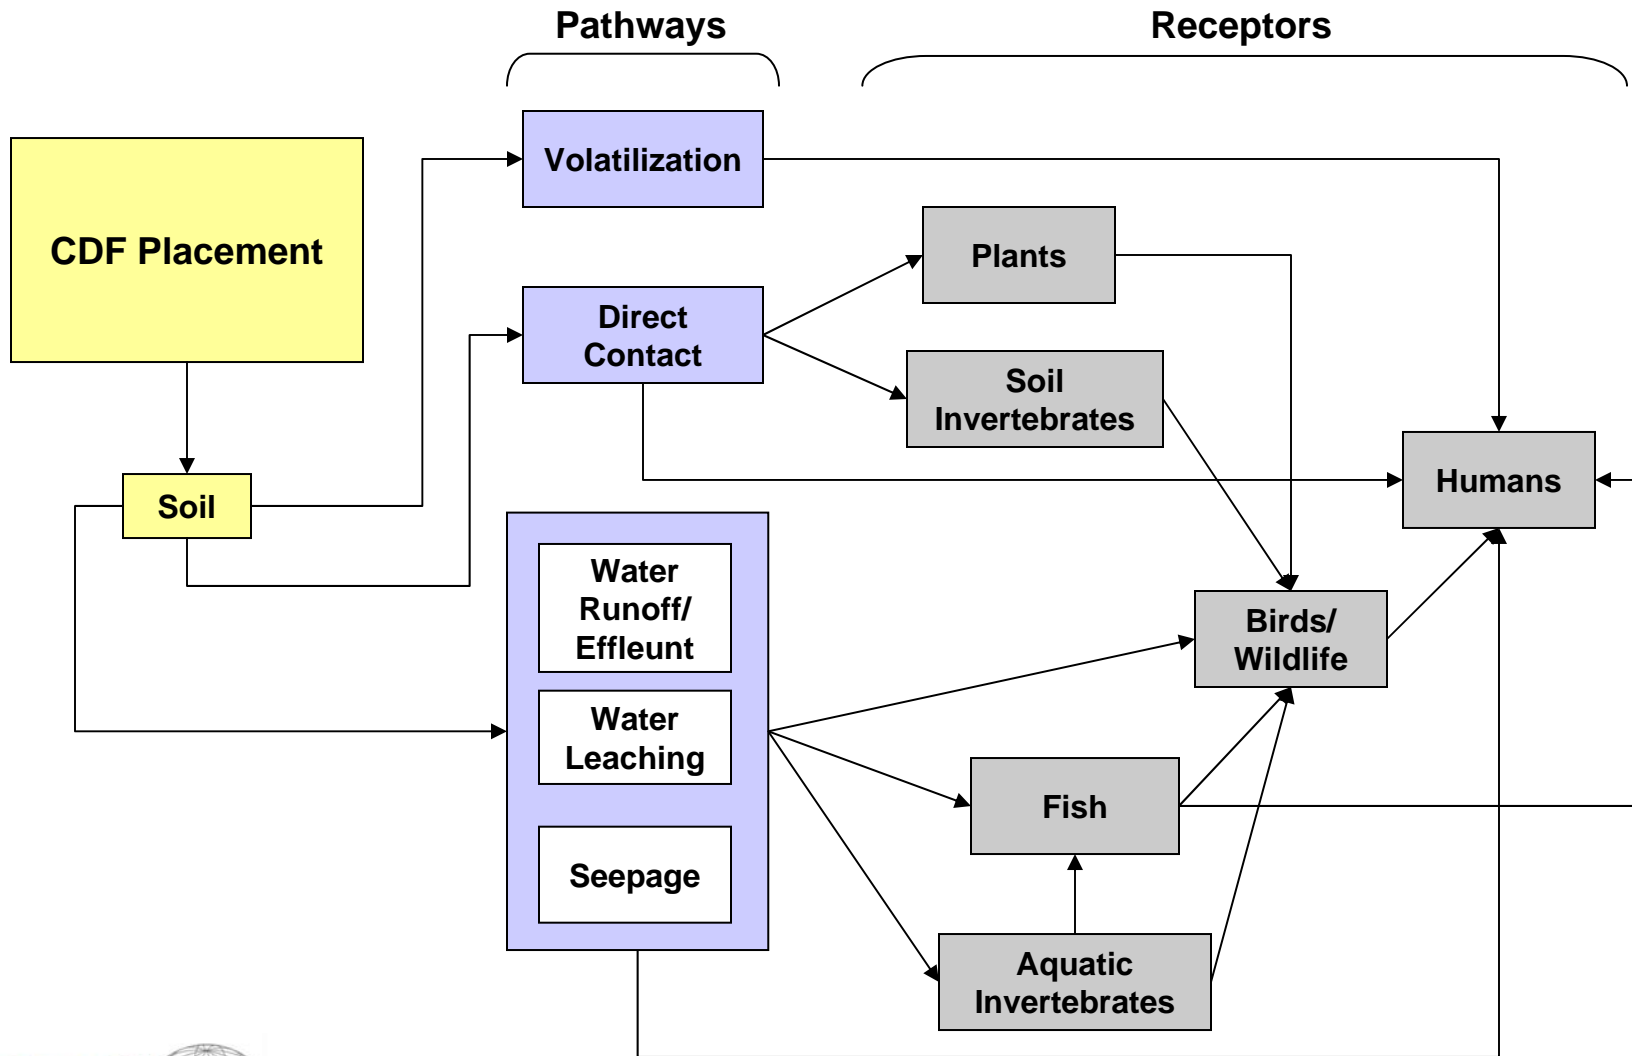 Pathways
Receptors
CDF Placement
Soil
Volatilization
Direct
Contact
Water
Runoff/
Effleunt
Water
Leaching
Seepage
Plants
Soil
Invertebrates
Humans
Birds/
Wildlife
Fish
Aquatic
Invertebrates